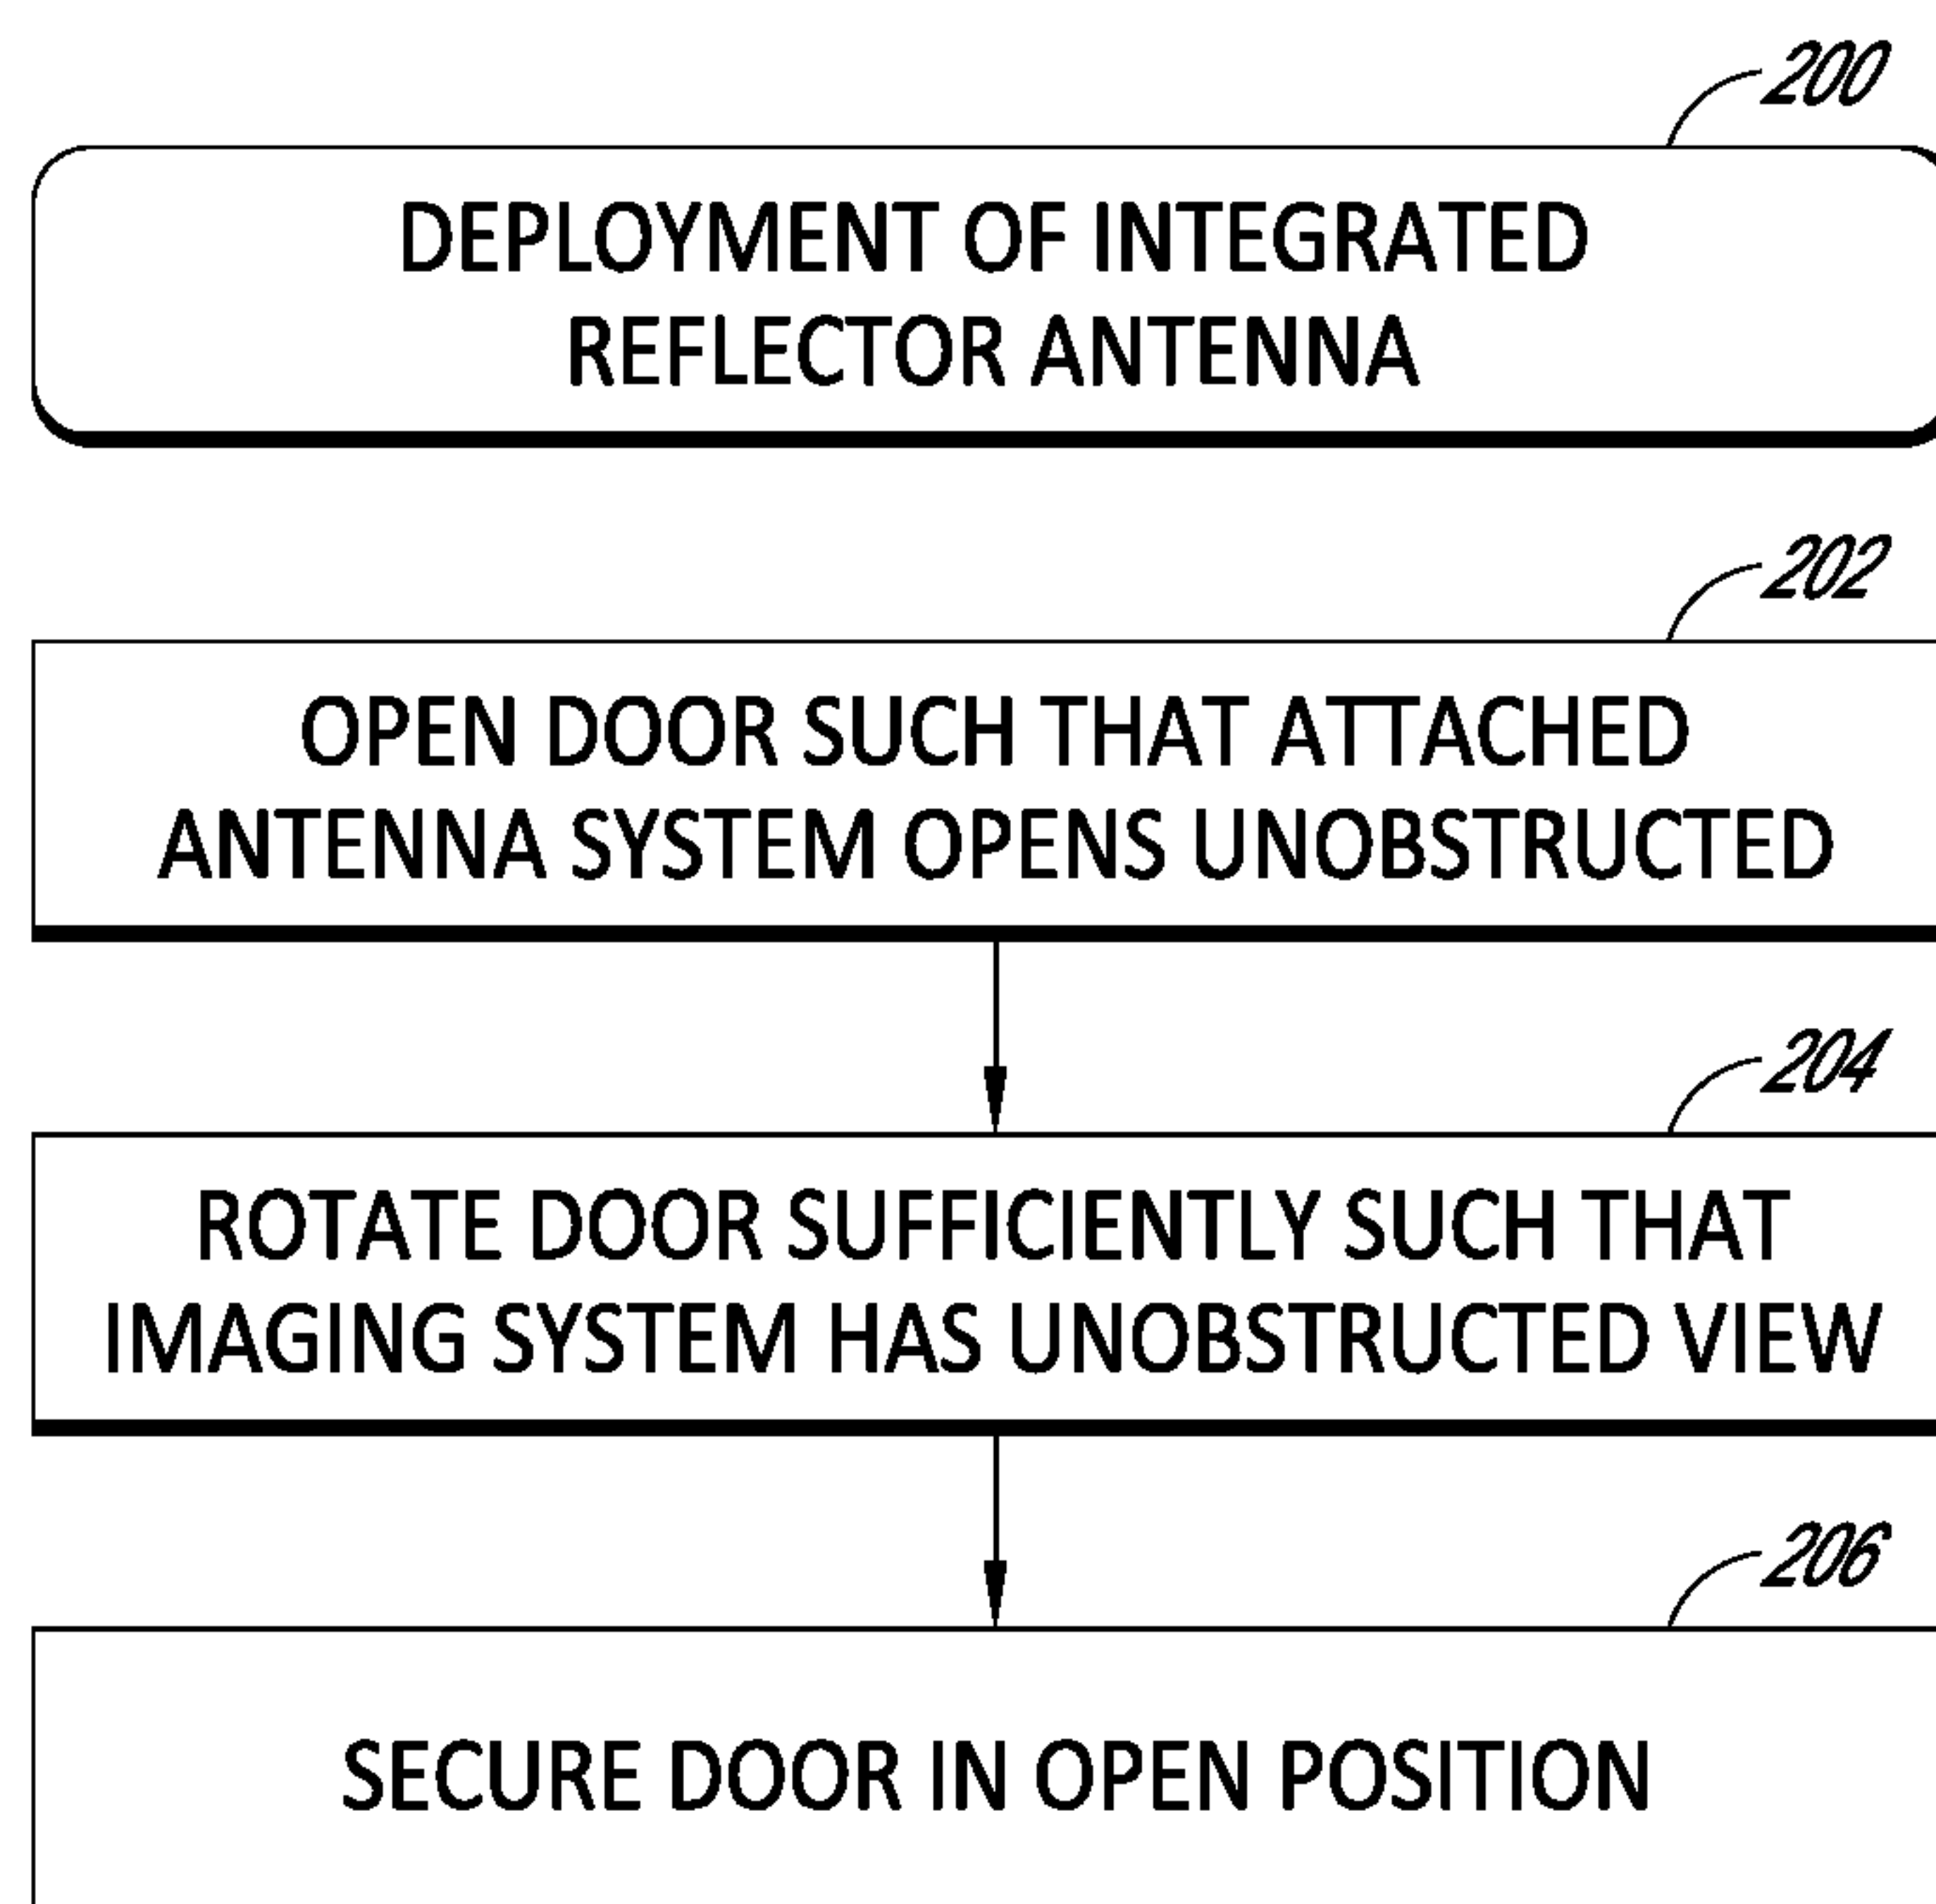 200
DEPLOYMENT OF INTEGRATED
REFLECTOR ANTENNA
202
OPEN DOOR SUCH THAT ATTACHED
ANTENNA SYSTEM OPENS UNOBSTRUCTED
204
ROTATE DOOR SUFFICIENTLY SUCH THAT
IMAGING SYSTEM HAS UNOBSTRUCTED VIEW
206
SECURE DOOR IN OPEN POSITION